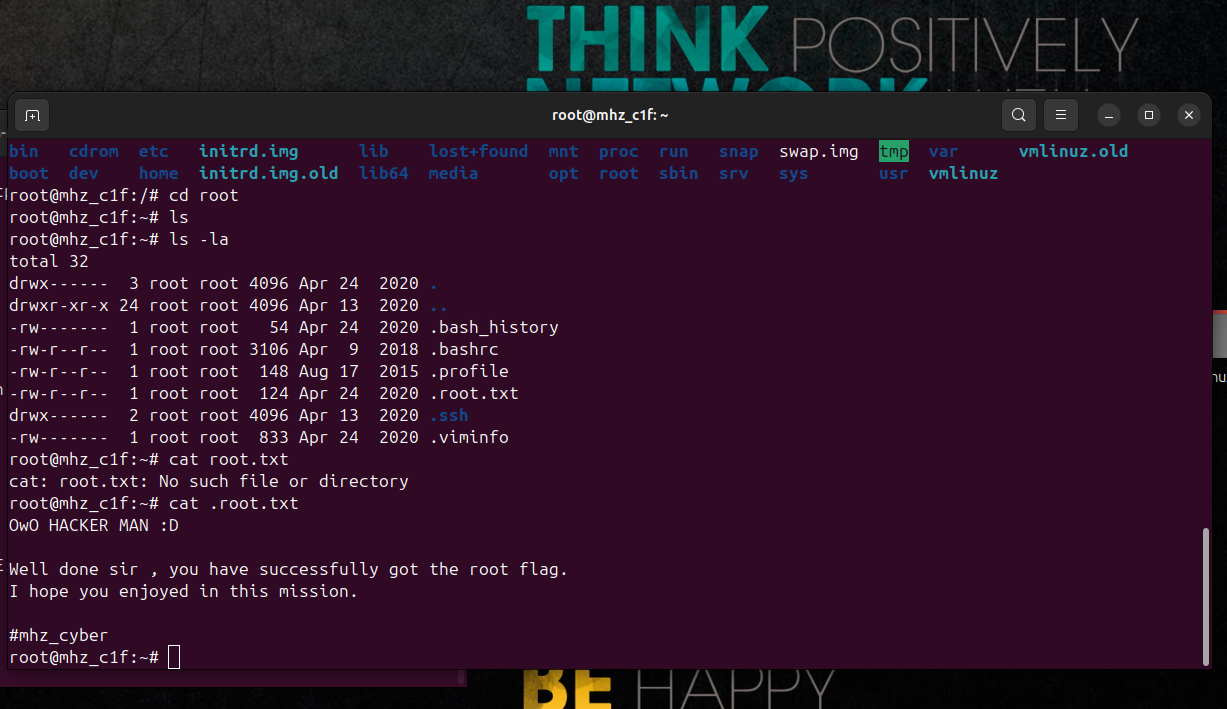 THINK POSITIVELY
root@mhz_c1f: ~
bin cdrom etc initrd.img lib lost+found mnt proc run snap swap.img tmp var vmlinuz.old
boot dev home initrd.img.old lib64 media opt root sbin srv sys usr vmlinuz
root@mhz_c1f:/# cd root
root@mhz_c1f:~# ls
root@mhz_c1f:~# ls -la
total 32
drwx------ 3 root root 4096 Apr 24 2020 .
drwxr-xr-x 24 root root 4096 Apr 13 2020 ..
-rw------- 1 root root 54 Apr 24 2020 .bash_history
-rw-r--r-- 1 root root 3106 Apr 9 2018 .bashrc
-rw-r--r-- 1 root root 148 Aug 17 2015 .profile
-rw-r--r-- 1 root root 124 Apr 24 2020 .root.txt
drwx------ 2 root root 4096 Apr 13 2020 .ssh
-rw------- 1 root root 833 Apr 24 2020 .viminfo
root@mhz_c1f:~# cat root.txt
cat: root.txt: No such file or directory
root@mhz_c1f:~# cat .root.txt
OwO HACKER MAN :D
Well done sir , you have successfully got the root flag.
I hope you enjoyed in this mission.
#mhz_cyber
root@mhz_c1f:~#
BE HAPPY